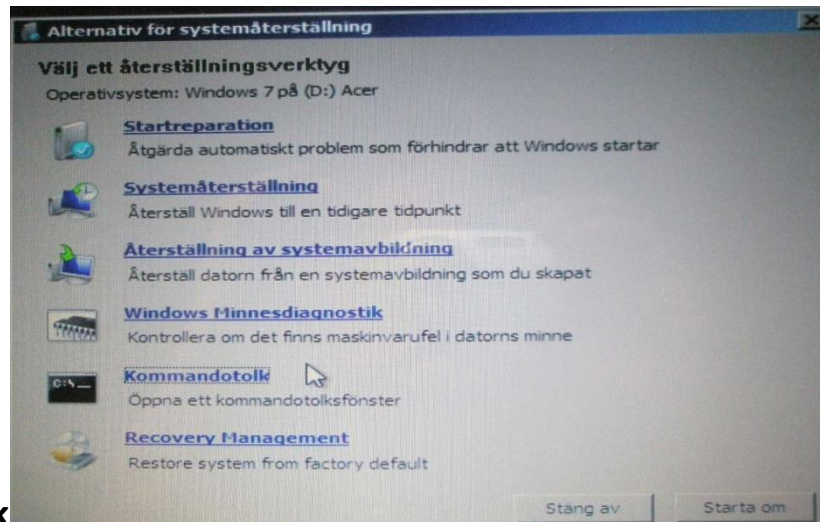 Alternativ för systemåterställning
Välj ett återställningsverktyg
Operativsystem: Windows 7 på (D:) Acer
Startreparation
Åtgärda automatiskt problem som förhindrar att Windows startar
Systemåterställning
Återställ Windows till en tidigare tidpunkt
Återställning av systemavbildning
Återställ datorn från en systemavbildning som du skapat
Windows Minnesdiagnostik
Kontrollera om det finns maskinvarufel i datorns minne
C:\_
Kommandotolk
Öppna ett kommandotolksfönster
Recovery Management
Restore system from factory default
Stäng av
Starta om
k